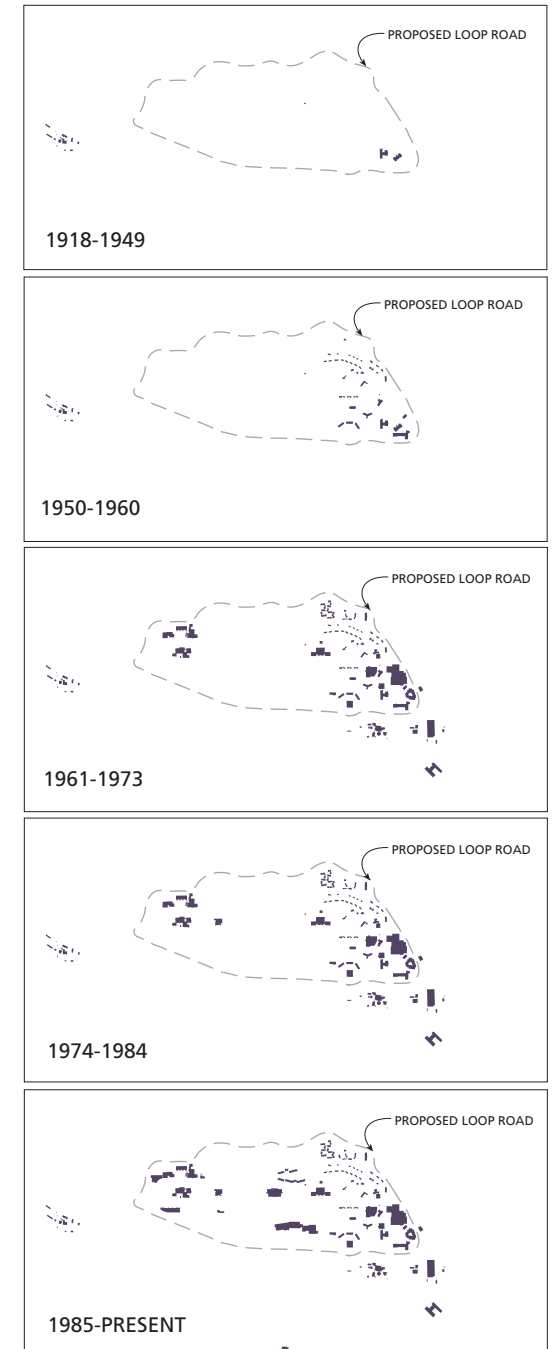 PROPOSED LOOP ROAD
1918-1949
PROPOSED LOOP ROAD
1950-1960
PROPOSED LOOP ROAD
1961-1973
PROPOSED LOOP ROAD
1974-1984
PROPOSED LOOP ROAD
1985-PRESENT